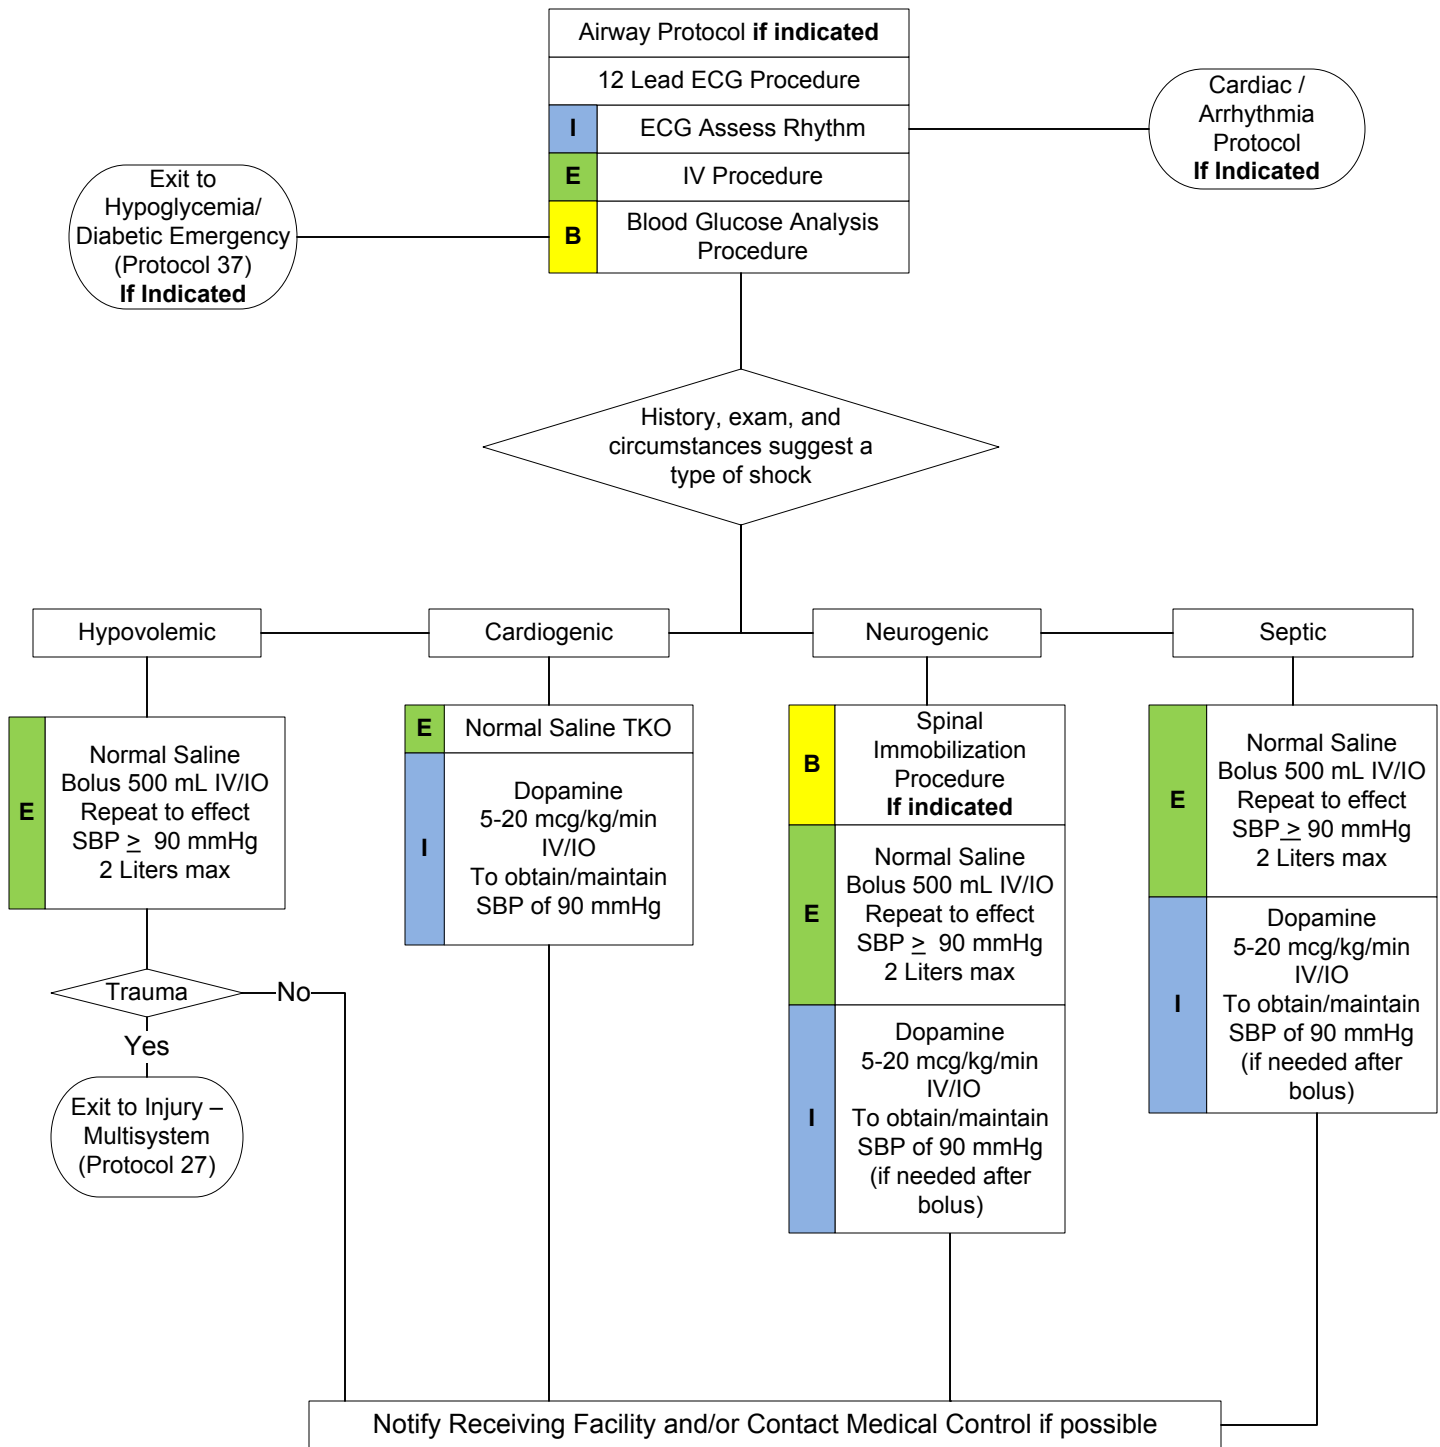 Airway Protocol if indicated
12 Lead ECG Procedure
I
ECG Assess Rhythm
E
IV Procedure
B
Blood Glucose Analysis
Procedure
Cardiac /
Arrhythmia
Protocol
If Indicated
Exit to
Hypoglycemia/
Diabetic Emergency
(Protocol 37)
If Indicated
History, exam, and
circumstances suggest a
type of shock
Hypovolemic
Cardiogenic
Neurogenic
Septic
E
Normal Saline
Bolus 500 mL IV/IO
Repeat to effect
SBP ≥ 90 mmHg
2 Liters max
Trauma
No
Yes
Exit to Injury –
Multisystem
(Protocol 27)
E
Normal Saline TKO
I
Dopamine
5-20 mcg/kg/min
IV/IO
To obtain/maintain
SBP of 90 mmHg
B
Spinal
Immobilization
Procedure
If indicated
E
Normal Saline
Bolus 500 mL IV/IO
Repeat to effect
SBP ≥ 90 mmHg
2 Liters max
I
Dopamine
5-20 mcg/kg/min
IV/IO
To obtain/maintain
SBP of 90 mmHg
(if needed after
bolus)
E
Normal Saline
Bolus 500 mL IV/IO
Repeat to effect
SBP ≥ 90 mmHg
2 Liters max
I
Dopamine
5-20 mcg/kg/min
IV/IO
To obtain/maintain
SBP of 90 mmHg
(if needed after
bolus)
Notify Receiving Facility and/or Contact Medical Control if possible